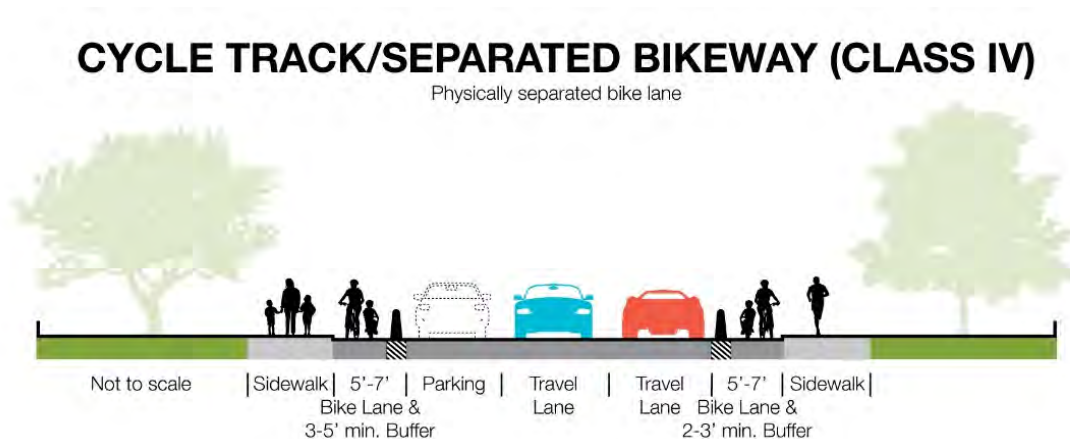 CYCLE TRACK/SEPARATED BIKEWAY (CLASS IV)
Physically separated bike lane
Not to scale
Sidewalk
5'-7'
Bike Lane &
3-5' min. Buffer
Parking
Travel
Lane
Travel
Lane
5'-7'
Bike Lane &
2-3' min. Buffer
Sidewalk